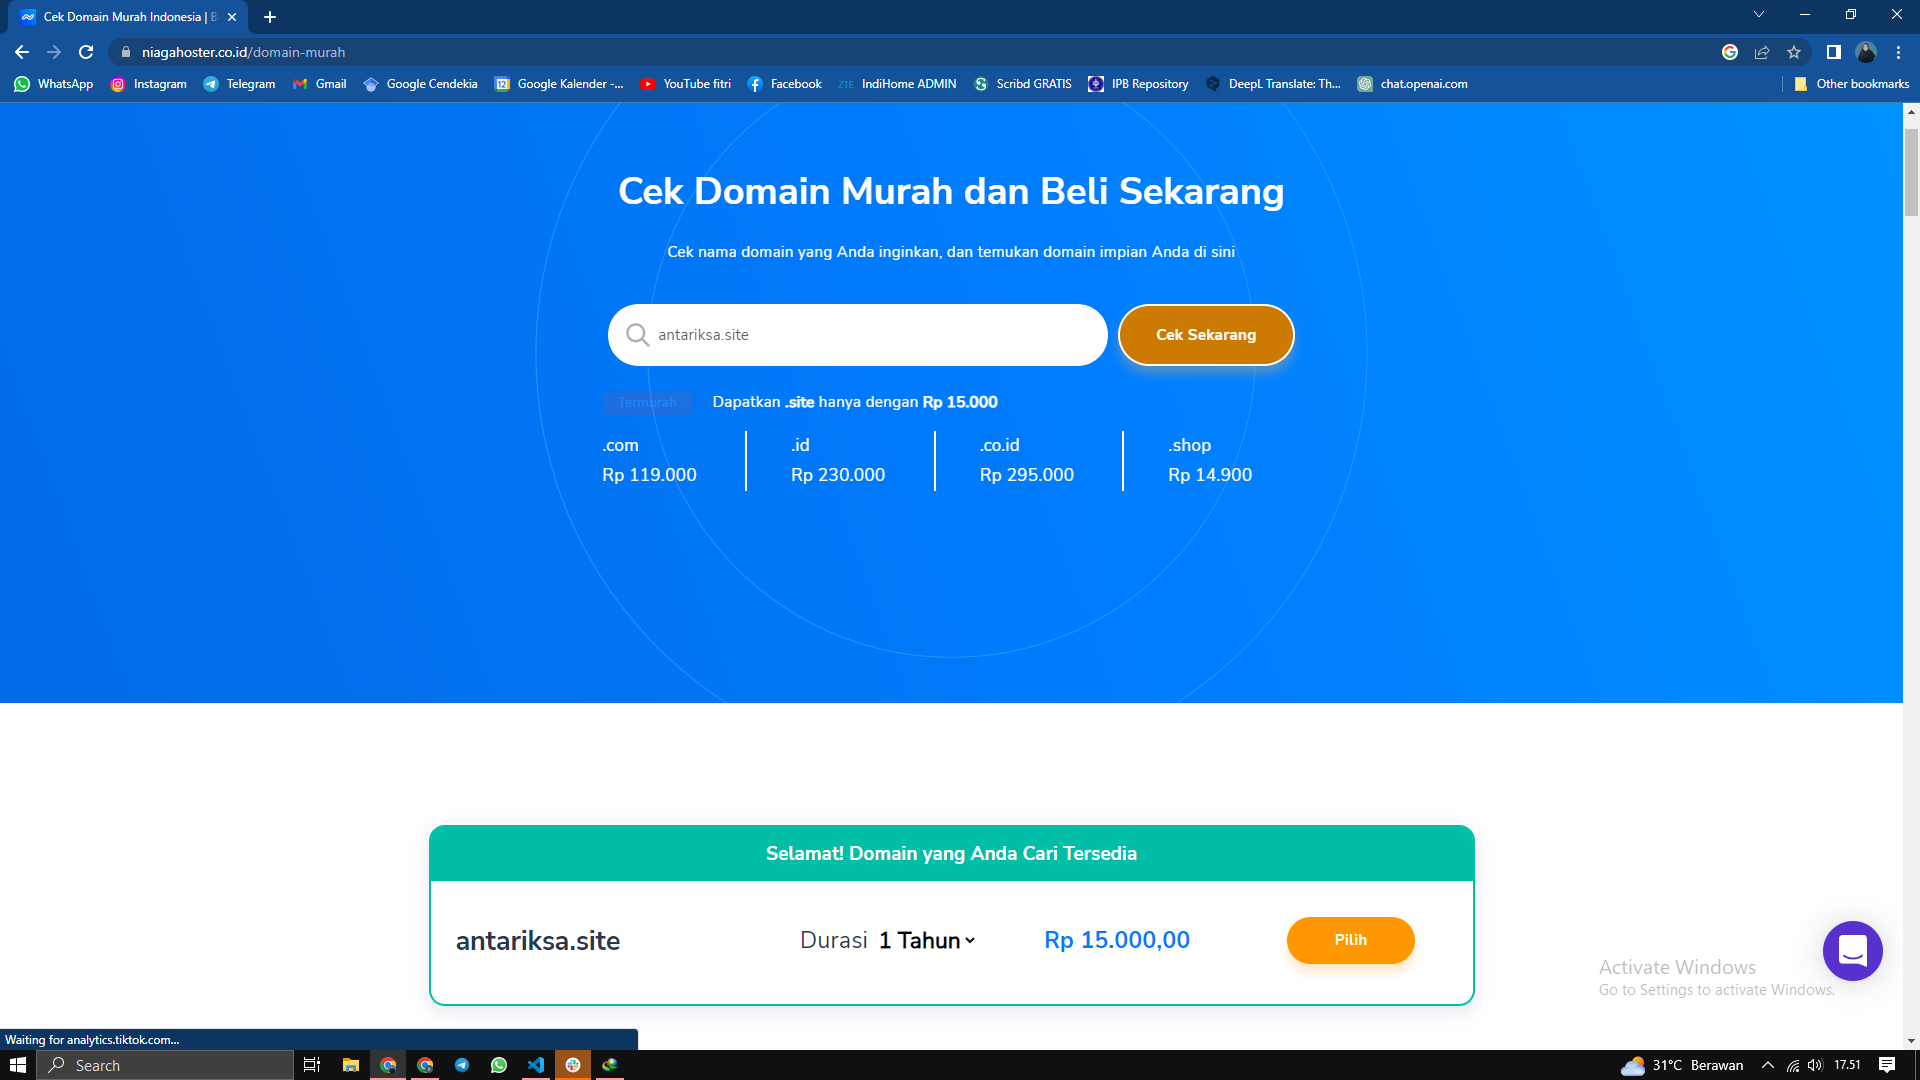 Cek Domain Murah Indonesia | B
niagahoster.co.id/domain-murah
WhatsApp
Instagram
Telegram
Gmail
Google Cendekia
Google Kalender -...
YouTube fitri
Facebook
ZTE IndiHome ADMIN
Scribd GRATIS
IPB Repository
DeepL Translate: Th...
chat.openai.com
Other bookmarks
Cek Domain Murah dan Beli Sekarang
Cek nama domain yang Anda inginkan, dan temukan domain impian Anda di sini
antariksa.site
Cek Sekarang
Termurah
Dapatkan .site hanya dengan Rp 15.000
.com
Rp 119.000
.id
Rp 230.000
.co.id
Rp 295.000
.shop
Rp 14.900
Selamat! Domain yang Anda Cari Tersedia
antariksa.site
Durasi 1 Tahun
Rp 15.000,00
Pilih
Activate Windows
Go to Settings to activate Windows.
Waiting for analytics.tiktok.com...
Search
31°C Berawan
17.51